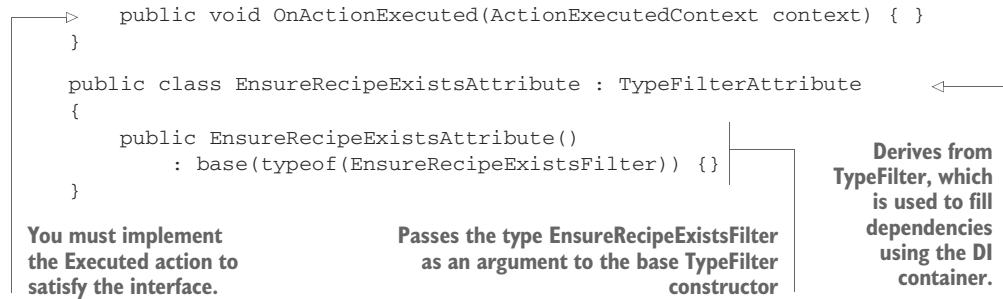 public void OnActionExecuted(ActionExecutedContext context) { }
}
public class EnsureRecipeExistsAttribute : TypeFilterAttribute
{
public EnsureRecipeExistsAttribute()
: base(typeof(EnsureRecipeExistsFilter)) {}
}
Derives from
TypeFilter, which
is used to fill
dependencies
using the DI
container.
You must implement
the Executed action to
satisfy the interface.
Passes the type EnsureRecipeExistsFilter
as an argument to the base TypeFilter
constructor